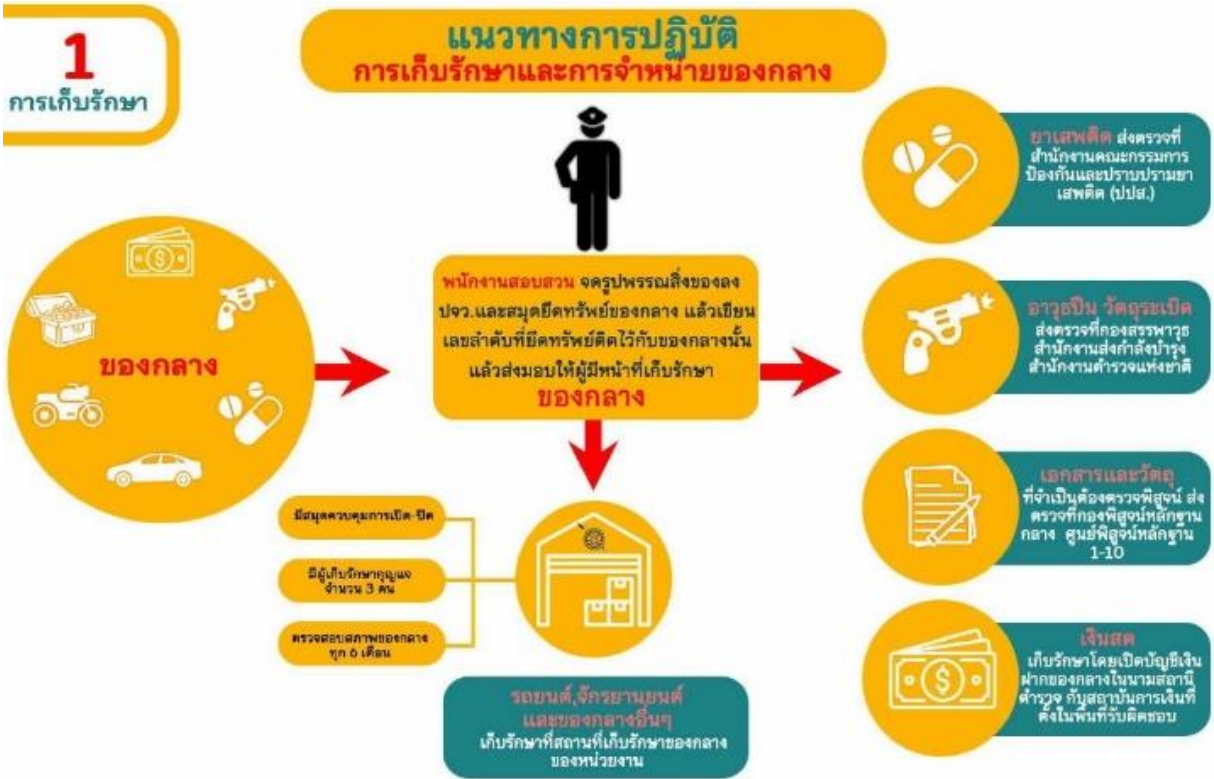 1
การเก็บรักษา
แนวทางการปฏิบัติ
การเก็บรักษาและการจำหน่ายของกลาง
ของกลาง
พนักงานสอบสวน จดรูปพรรณสิ่งของลง
ปจว.และสมุดยึดทรัพย์ของกลาง แล้วเขียน
เลขลำดับที่ยึดทรัพย์ติดไว้กับของกลางนั้น
แล้วส่งมอบให้ผู้มีหน้าที่เก็บรักษา
ของกลาง
มีสมุดควบคุมการเปิด-ปิด
มีผู้เก็บรักษากุญแจ
จำนวน 3 คน
ตรวจสอบสภาพของกลาง
ทุก 6 เดือน
รถยนต์,จักรยานยนต์
และของกลางอื่นๆ
เก็บรักษาที่สถานที่เก็บรักษาของกลาง
ของหน่วยงาน
ยาเสพติด ส่งตรวจที่
สำนักงานคณะกรรมการ
ป้องกันและปราบปรามยา
เสพติด (ปปส.)
อาวุธปืน วัตถุระเบิด
ส่งตรวจที่กองสรรพาวุธ
สำนักงานส่งกำลังบำรุง
สำนักงานตำรวจแห่งชาติ
เอกสารและวัตถุ
ที่จำเป็นต้องตรวจพิสูจน์ ส่ง
ตรวจที่กองพิสูจน์หลักฐาน
กลาง ศูนย์พิสูจน์หลักฐาน
1-10
เงินสด
เก็บรักษาโดยเปิดบัญชีเงิน
ฝากของกลางในนามสถานี
ตำรวจ กับสถาบันการเงินที่
ตั้งในพื้นที่รับผิดชอบ